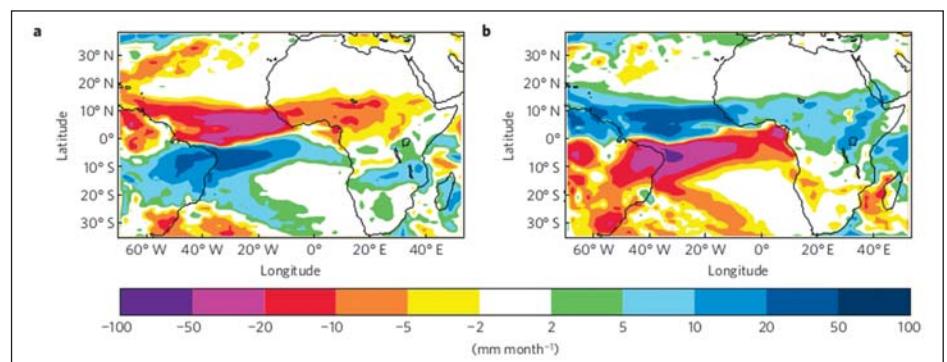 a
b
30° N
20° N
10° N
0°
10° S
20° S
30° S
Latitude
60° W 40° W 20° W 0° 20° E 40° E
Longitude
30° N
20° N
10° N
0°
10° S
20° S
30° S
Latitude
60° W 40° W 20° W 0° 20° E 40° E
Longitude
−100 −50 −20 −10 −5 −2 2 5 10 20 50 100
(mm month⁻¹)